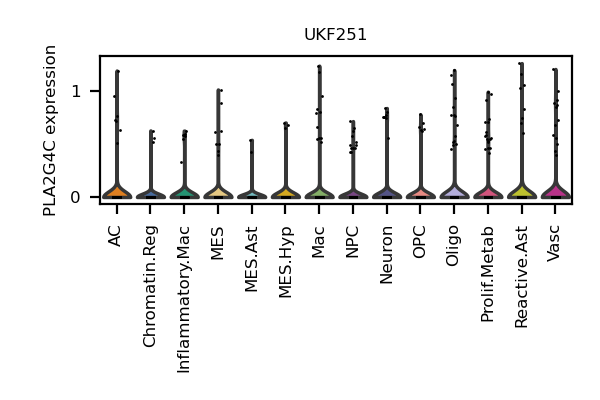 UKF251
PLA2G4C expression
1
0
AC
Chromatin.Reg
Inflammatory.Mac
MES
MES.Ast
MES.Hyp
Mac
NPC
Neuron
OPC
Oligo
Prolif.Metab
Reactive.Ast
Vasc